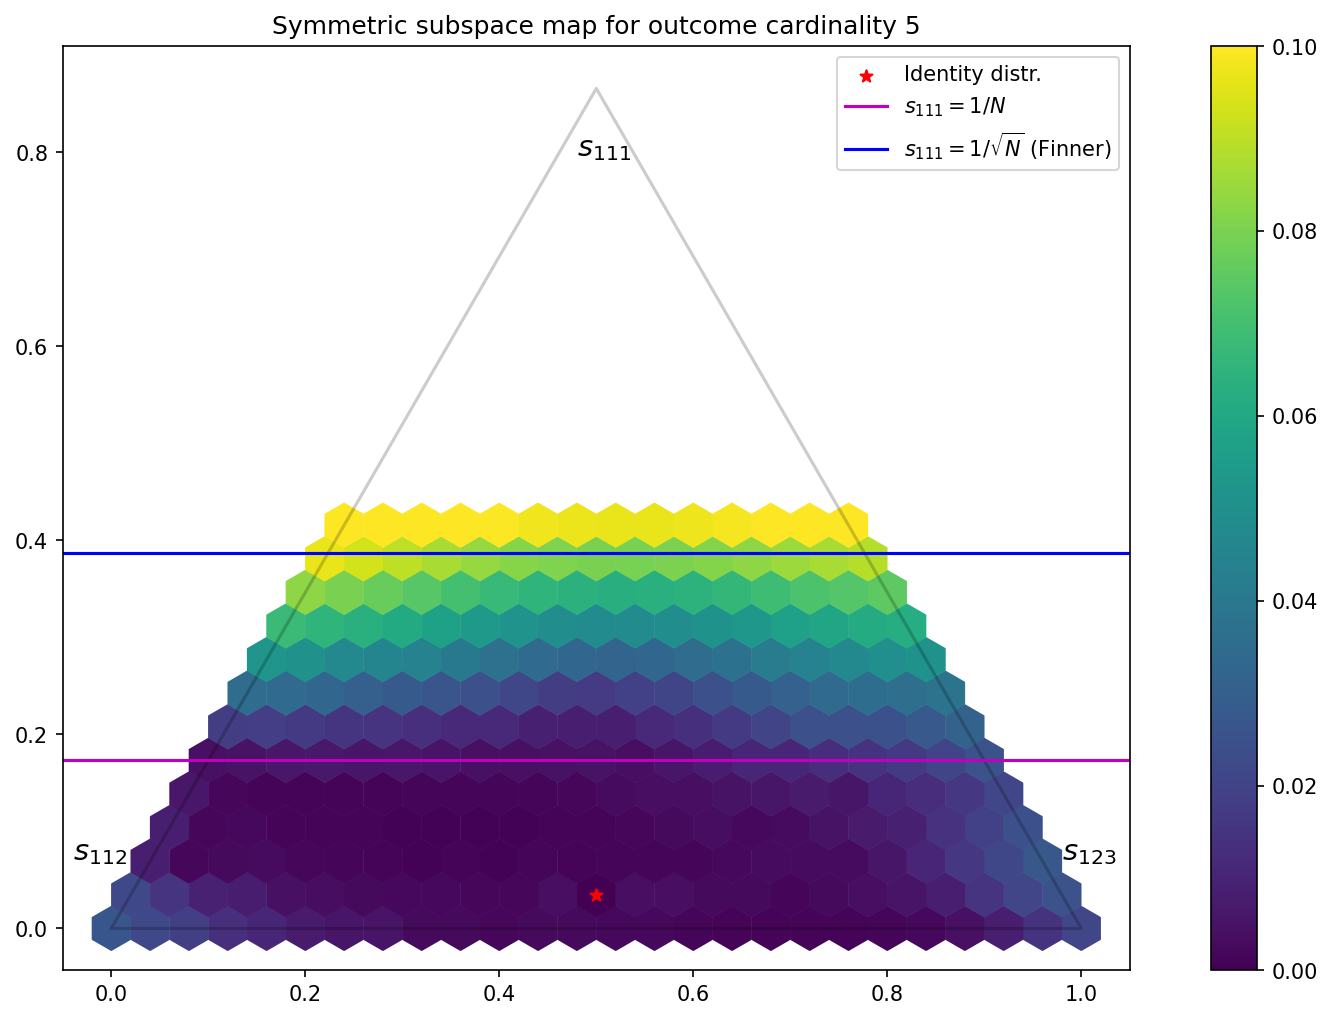 Symmetric subspace map for outcome cardinality 5
Identity distr.
s₁₁₁ = 1/N
s₁₁₁ = 1/√N (Finner)
s₁₁₁
s₁₁₂
s₁₂₃
0.8
0.6
0.4
0.2
0.0
0.0 0.2 0.4 0.6 0.8 1.0
0.10
0.08
0.06
0.04
0.02
0.00